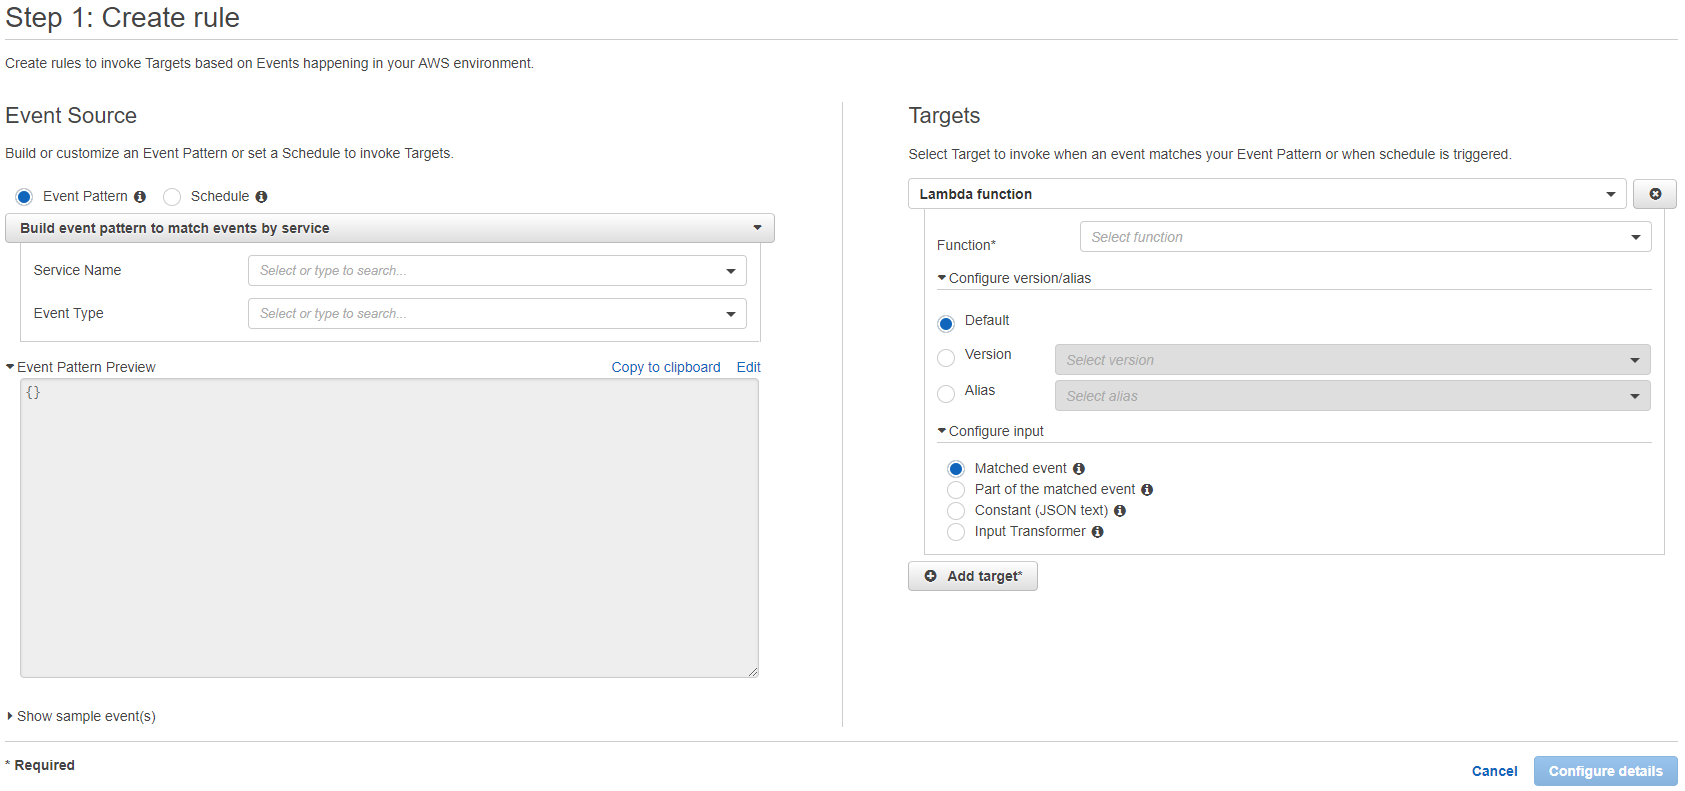 Step 1: Create rule
Create rules to invoke Targets based on Events happening in your AWS environment.
Event Source
Build or customize an Event Pattern or set a Schedule to invoke Targets.
Event Pattern
Schedule
Build event pattern to match events by service
Service Name
Select or type to search...
Event Type
Select or type to search...
Event Pattern Preview
Copy to clipboard
Edit
{}
Show sample event(s)
Targets
Select Target to invoke when an event matches your Event Pattern or when schedule is triggered.
Lambda function
Function*
Select function
Configure version/alias
Default
Version
Select version
Alias
Select alias
Configure input
Matched event
Part of the matched event
Constant (JSON text)
Input Transformer
Add target*
* Required
Cancel
Configure details